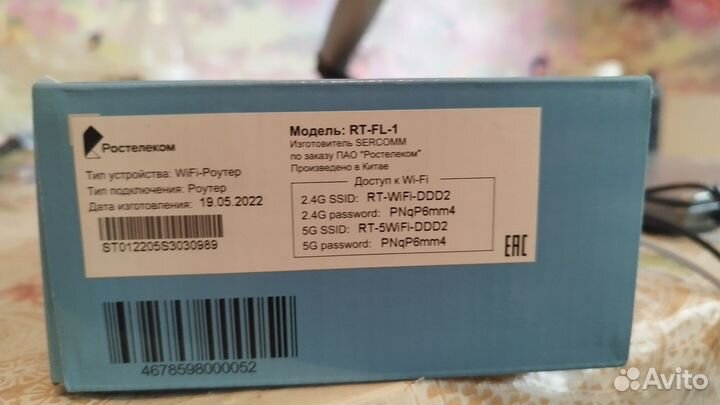 Ростелеком
Тип устройства: WiFi-Роутер
Тип подключения: Роутер
Дата изготовления: 19.05.2022
ST012205S3030989
Модель: RT-FL-1
Изготовитель SERCOMM
по заказу ПАО "Ростелеком"
Произведено в Китае
Доступ к Wi-Fi
2.4G SSID: RT-WiFi-DDD2
2.4G password: PNqP6mm4
5G SSID: RT-5WiFi-DDD2
5G password: PNqP6mm4
EAC
4678598000052
Avito